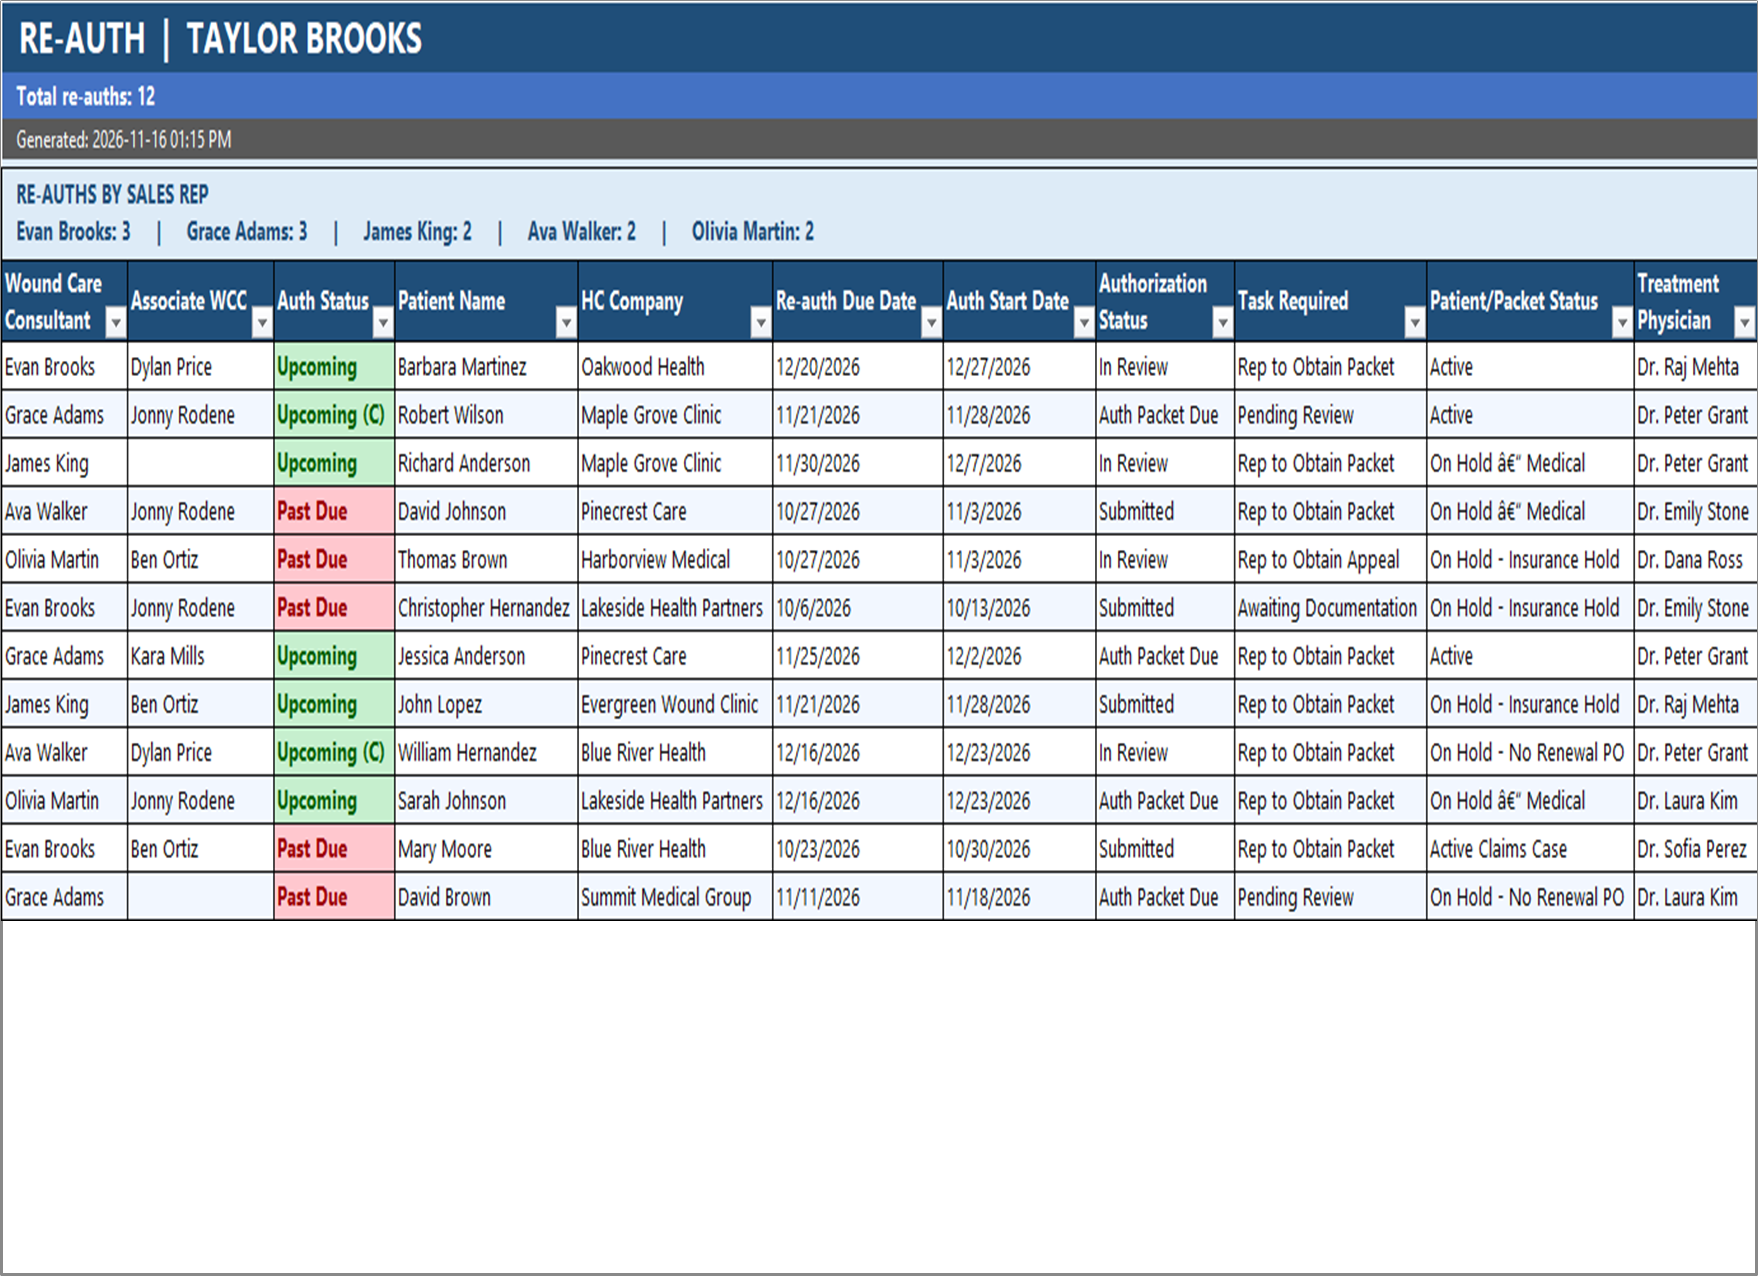 RE-AUTH | TAYLOR BROOKS
Total re-auths: 12
Generated: 2026-11-16 01:15 PM
RE-AUTHS BY SALES REP
Evan Brooks: 3 | Grace Adams: 3 | James King: 2 | Ava Walker: 2 | Olivia Martin: 2
Wound Care Consultant Associate WCC Auth Status Patient Name HC Company Re-auth Due Date Auth Start Date Authorization Status Task Required Patient/Packet Status Treatment Physician
Evan Brooks Dylan Price Upcoming Barbara Martinez Oakwood Health 12/20/2026 12/27/2026 In Review Rep to Obtain Packet Active Dr. Raj Mehta
Grace Adams Jonny Rodene Upcoming (C) Robert Wilson Maple Grove Clinic 11/21/2026 11/28/2026 Auth Packet Due Pending Review Active Dr. Peter Grant
James King Upcoming Richard Anderson Maple Grove Clinic 11/30/2026 12/7/2026 In Review Rep to Obtain Packet On Hold â€“ Medical Dr. Peter Grant
Ava Walker Jonny Rodene Past Due David Johnson Pinecrest Care 10/27/2026 11/3/2026 Submitted Rep to Obtain Packet On Hold â€“ Medical Dr. Emily Stone
Olivia Martin Ben Ortiz Past Due Thomas Brown Harborview Medical 10/27/2026 11/3/2026 In Review Rep to Obtain Appeal On Hold - Insurance Hold Dr. Dana Ross
Evan Brooks Jonny Rodene Past Due Christopher Hernandez Lakeside Health Partners 10/6/2026 10/13/2026 Submitted Awaiting Documentation On Hold - Insurance Hold Dr. Emily Stone
Grace Adams Kara Mills Upcoming Jessica Anderson Pinecrest Care 11/25/2026 12/2/2026 Auth Packet Due Rep to Obtain Packet Active Dr. Peter Grant
James King Ben Ortiz Upcoming John Lopez Evergreen Wound Clinic 11/21/2026 11/28/2026 Submitted Rep to Obtain Packet On Hold - Insurance Hold Dr. Raj Mehta
Ava Walker Dylan Price Upcoming (C) William Hernandez Blue River Health 12/16/2026 12/23/2026 In Review Rep to Obtain Packet On Hold - No Renewal PO Dr. Peter Grant
Olivia Martin Jonny Rodene Upcoming Sarah Johnson Lakeside Health Partners 12/16/2026 12/23/2026 Auth Packet Due Rep to Obtain Packet On Hold â€“ Medical Dr. Laura Kim
Evan Brooks Ben Ortiz Past Due Mary Moore Blue River Health 10/23/2026 10/30/2026 Submitted Rep to Obtain Packet Active Claims Case Dr. Sofia Perez
Grace Adams Past Due David Brown Summit Medical Group 11/11/2026 11/18/2026 Auth Packet Due Pending Review On Hold - No Renewal PO Dr. Laura Kim